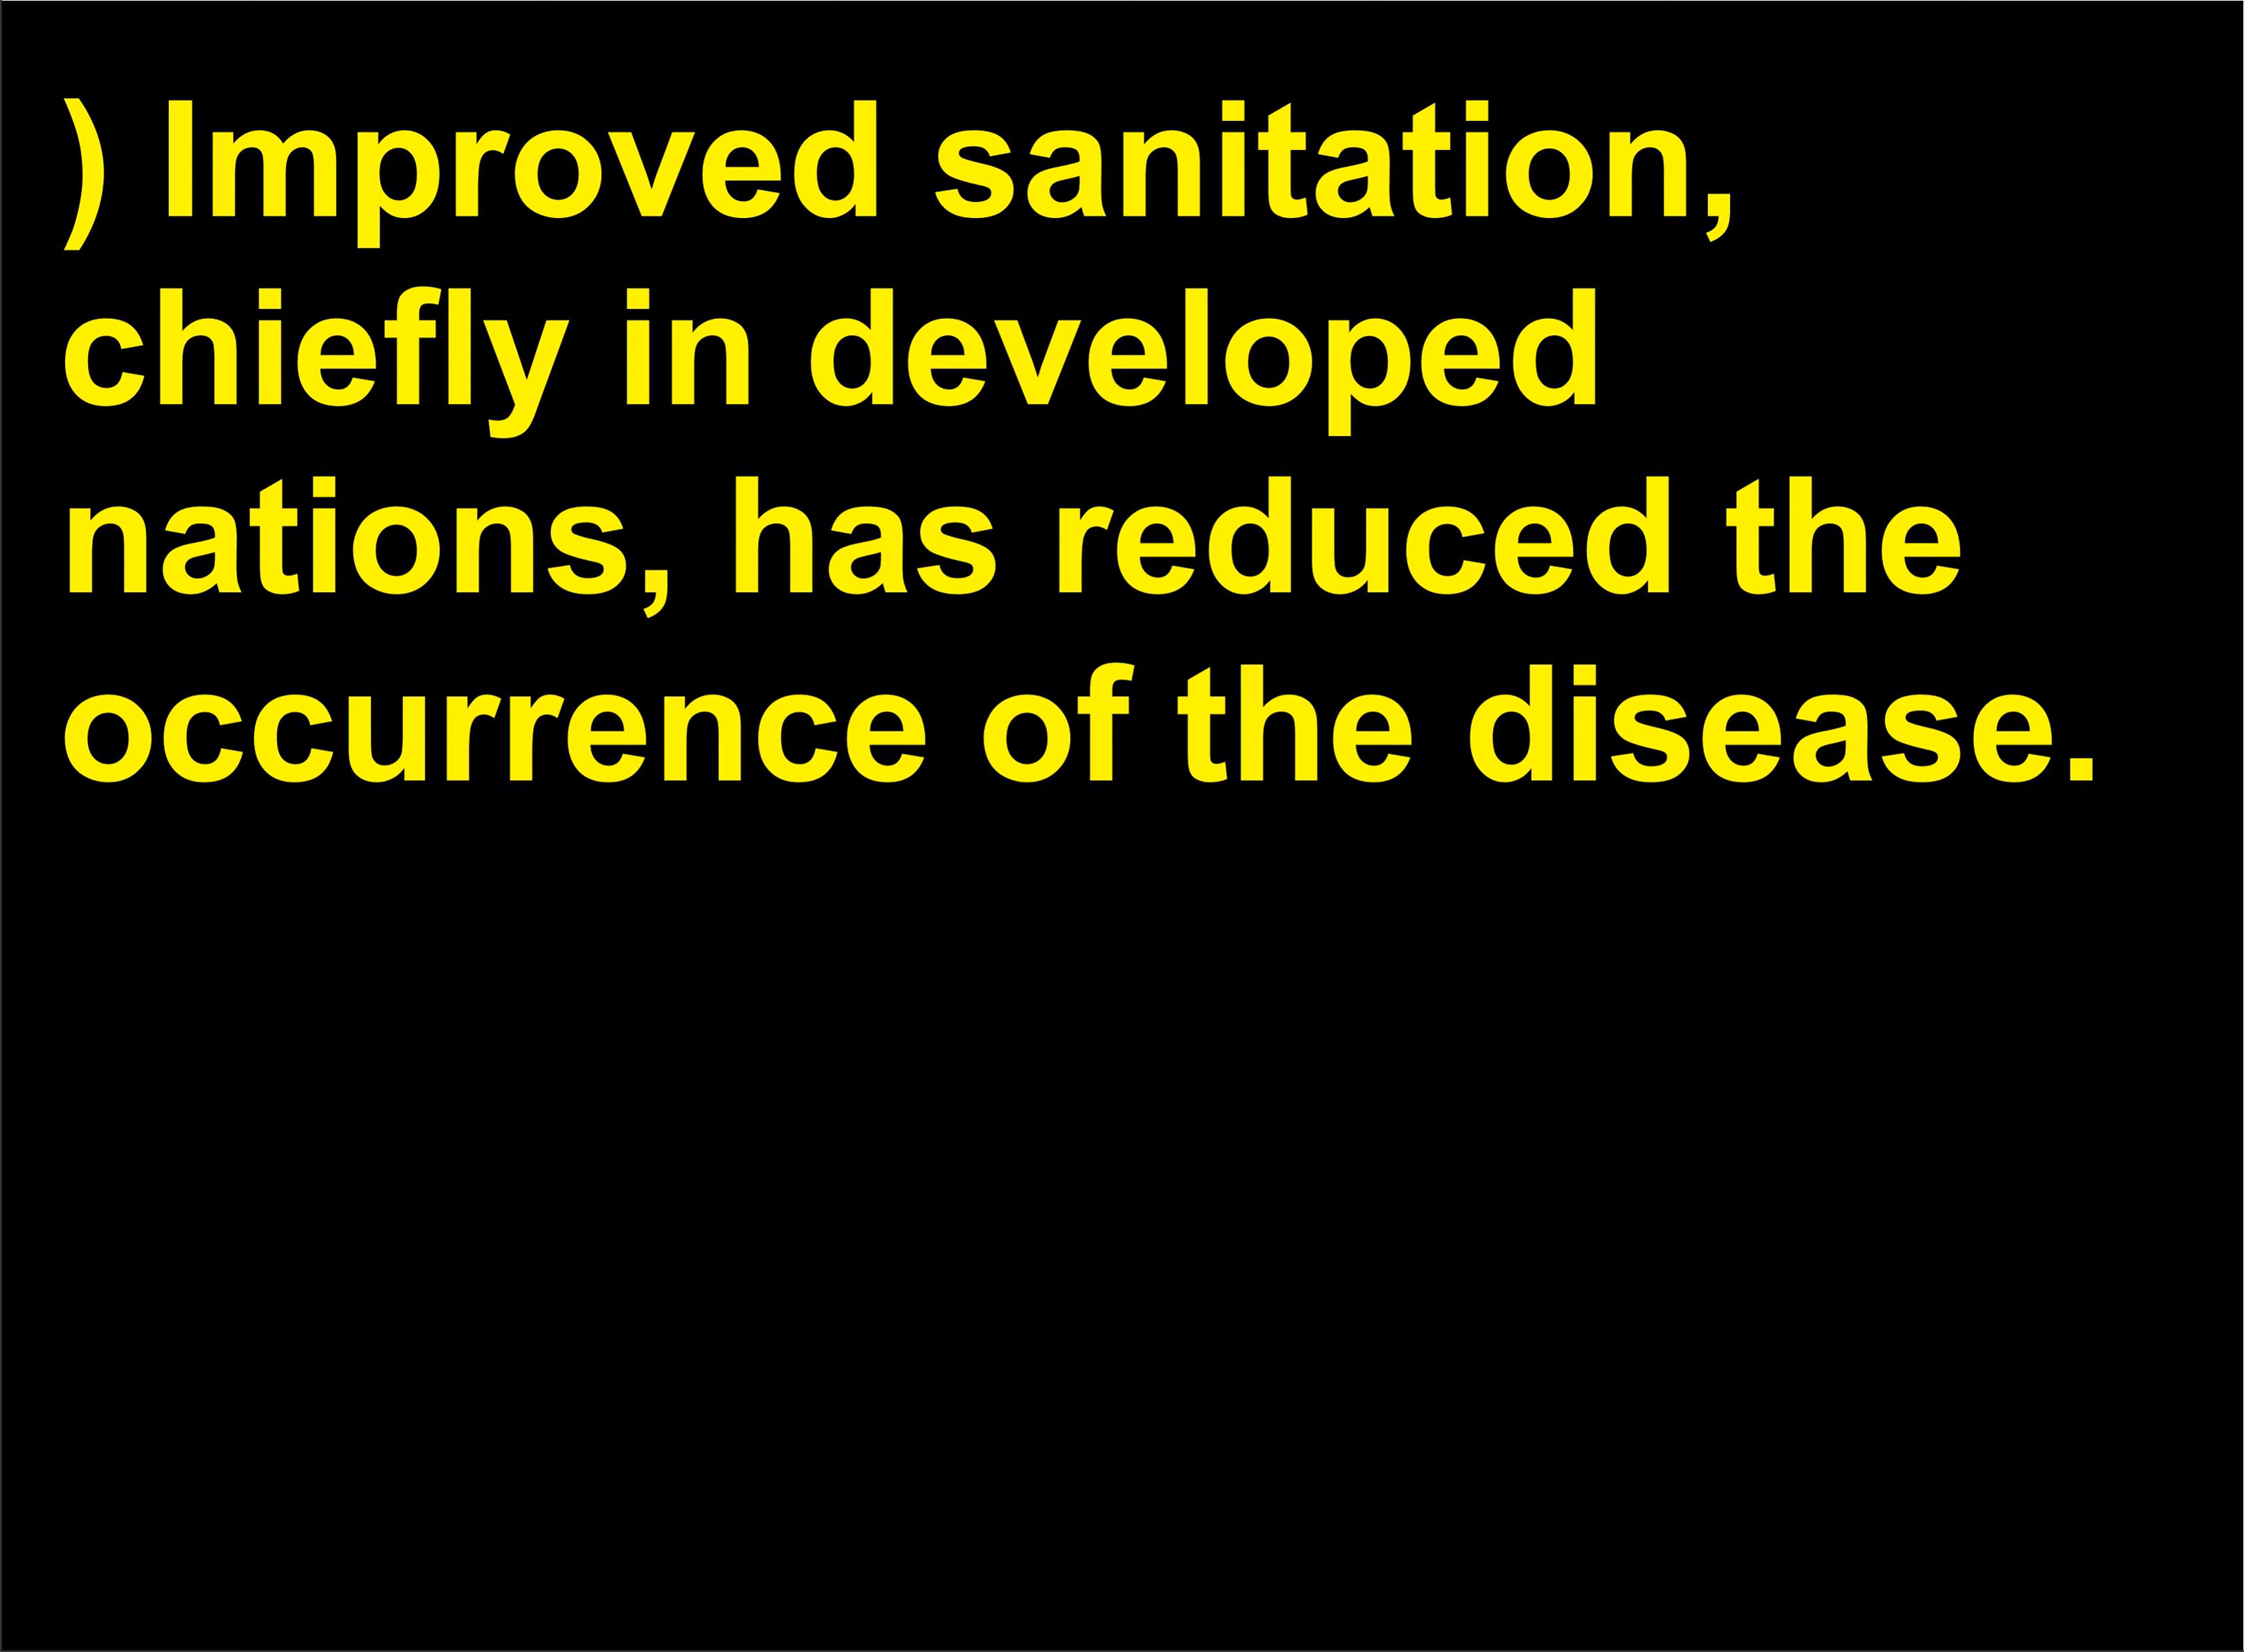 ) Improved sanitation,
chiefly in developed
nations, has reduced the
occurrence of the disease.